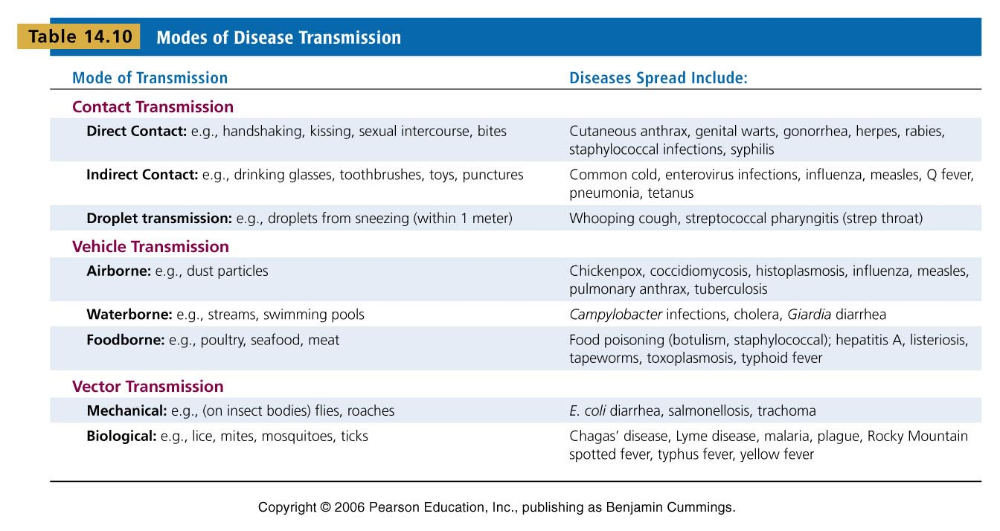 Table 14.10 Modes of Disease Transmission
Mode of Transmission Diseases Spread Include:
Contact Transmission
Direct Contact: e.g., handshaking, kissing, sexual intercourse, bites Cutaneous anthrax, genital warts, gonorrhea, herpes, rabies,
staphylococcal infections, syphilis
Indirect Contact: e.g., drinking glasses, toothbrushes, toys, punctures Common cold, enterovirus infections, influenza, measles, Q fever,
pneumonia, tetanus
Droplet transmission: e.g., droplets from sneezing (within 1 meter) Whooping cough, streptococcal pharyngitis (strep throat)
Vehicle Transmission
Airborne: e.g., dust particles Chickenpox, coccidiomycosis, histoplasmosis, influenza, measles,
pulmonary anthrax, tuberculosis
Waterborne: e.g., streams, swimming pools Campylobacter infections, cholera, Giardia diarrhea
Foodborne: e.g., poultry, seafood, meat Food poisoning (botulism, staphylococcal); hepatitis A, listeriosis,
tapeworms, toxoplasmosis, typhoid fever
Vector Transmission
Mechanical: e.g., (on insect bodies) flies, roaches E. coli diarrhea, salmonellosis, trachoma
Biological: e.g., lice, mites, mosquitoes, ticks Chagas’ disease, Lyme disease, malaria, plague, Rocky Mountain
spotted fever, typhus fever, yellow fever
Copyright © 2006 Pearson Education, Inc., publishing as Benjamin Cummings.